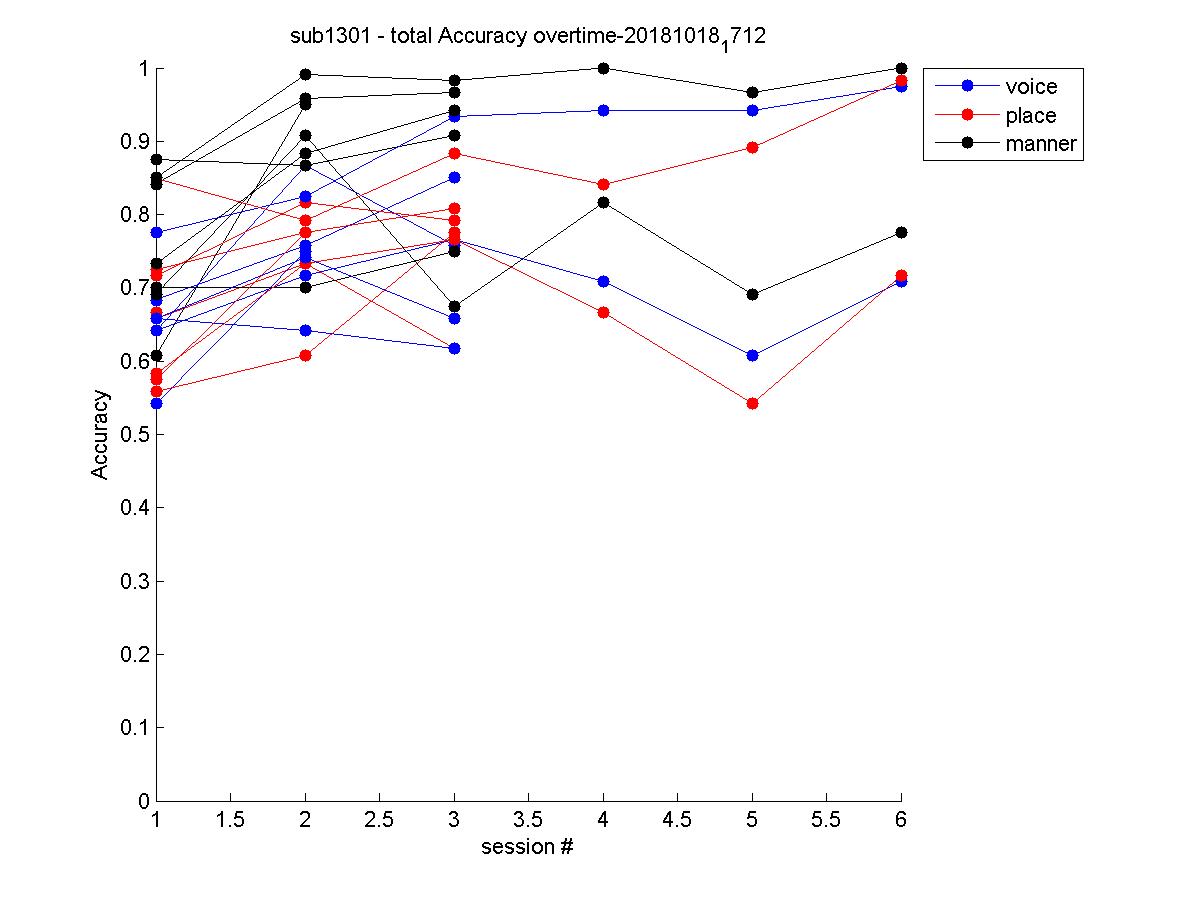 sub1301 - total Accuracy overtime-20181018₁712
voice
place
manner
1
0.9
0.8
0.7
0.6
0.5
0.4
0.3
0.2
0.1
0
Accuracy
1 1.5 2 2.5 3 3.5 4 4.5 5 5.5 6
session #